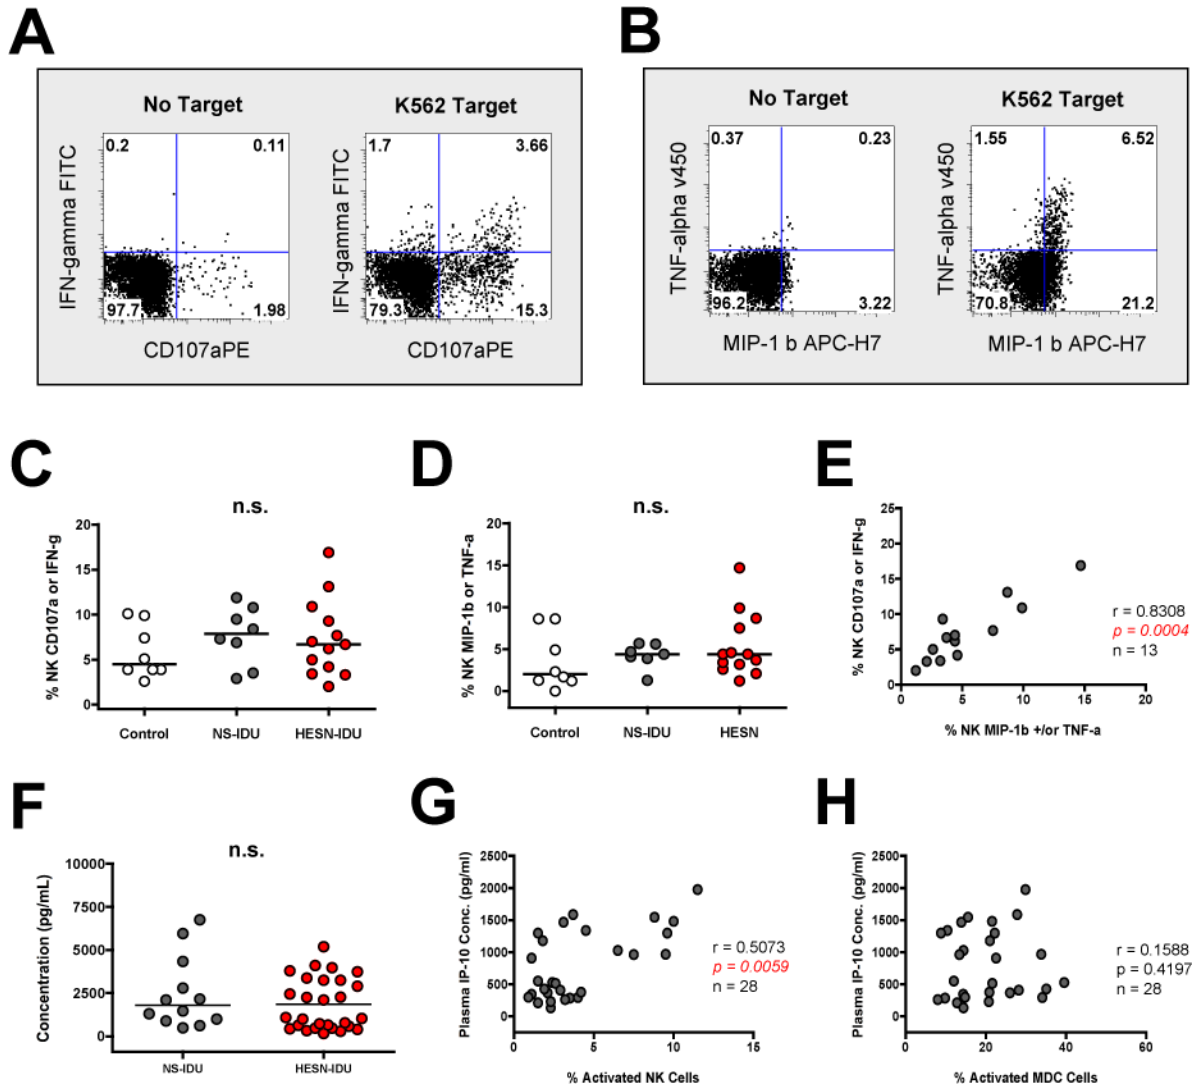 A
B
No Target
K562 Target
No Target
K562 Target
IFN-gamma FITC
0.2
0.11
97.7
1.98
CD107aPE
IFN-gamma FITC
1.7
3.66
79.3
15.3
CD107aPE
TNF-alpha v450
0.37
0.23
96.2
3.22
MIP-1 b APC-H7
TNF-alpha v450
1.55
6.52
70.8
21.2
MIP-1 b APC-H7
C
n.s.
% NK CD107a or IFN-g
20
15
10
5
0
Control
NS-IDU
HESN-IDU
D
n.s.
% NK MIP-1b or TNF-a
20
15
10
5
0
Control
NS-IDU
HESN
E
% NK CD107a or IFN-g
25
20
15
10
5
0
0
5
10
15
20
r = 0.8308
p = 0.0004
n = 13
% NK MIP-1b +/or TNF-a
F
n.s.
Concentration (pg/mL)
10000
7500
5000
2500
0
NS-IDU
HESN-IDU
G
Plasma IP-10 Conc. (pg/ml)
2500
2000
1500
1000
500
0
0
5
10
15
r = 0.5073
p = 0.0059
n = 28
% Activated NK Cells
H
Plasma IP-10 Conc. (pg/ml)
2500
2000
1500
1000
500
0
0
20
40
60
r = 0.1588
p = 0.4197
n = 28
% Activated MDC Cells